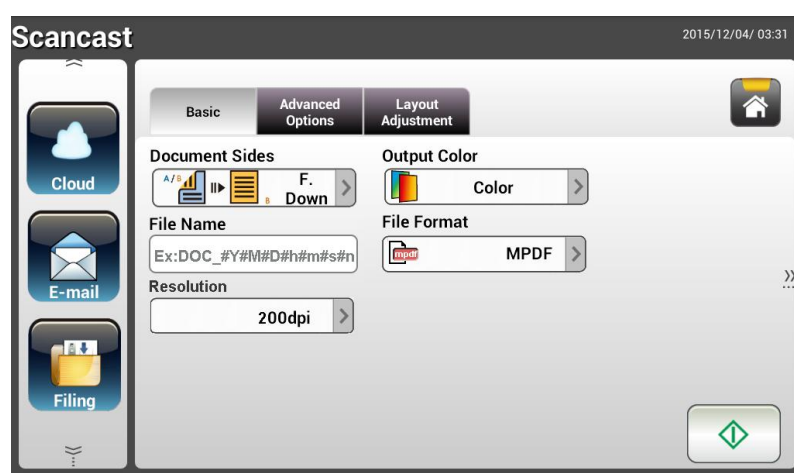 Scancast
2015/12/04/ 03:31
Cloud
E-mail
Filing
Basic
Advanced
Options
Layout
Adjustment
Document Sides
A/B
B
F.
Down
Output Color
Color
File Name
Ex:DOC_#Y#M#D#h#m#s#n
File Format
mpdf
MPDF
Resolution
200dpi